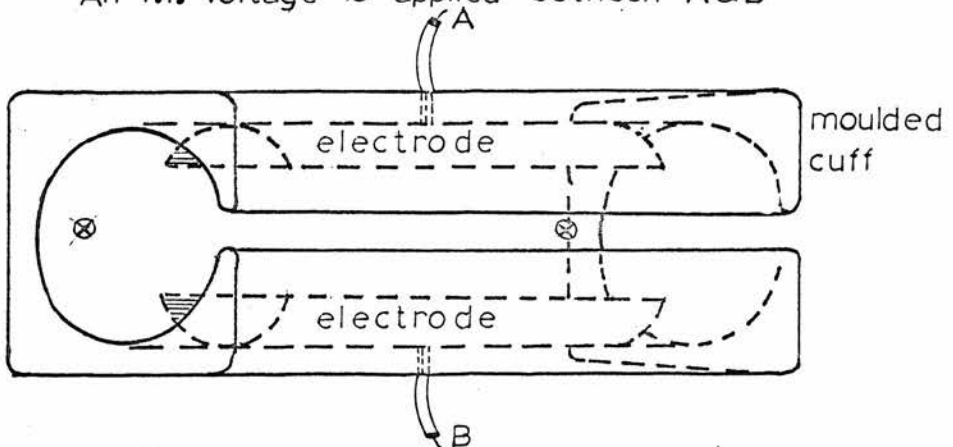 An A.C voltage is applied between A&B
A
electrode
moulded
cuff
electrode
B